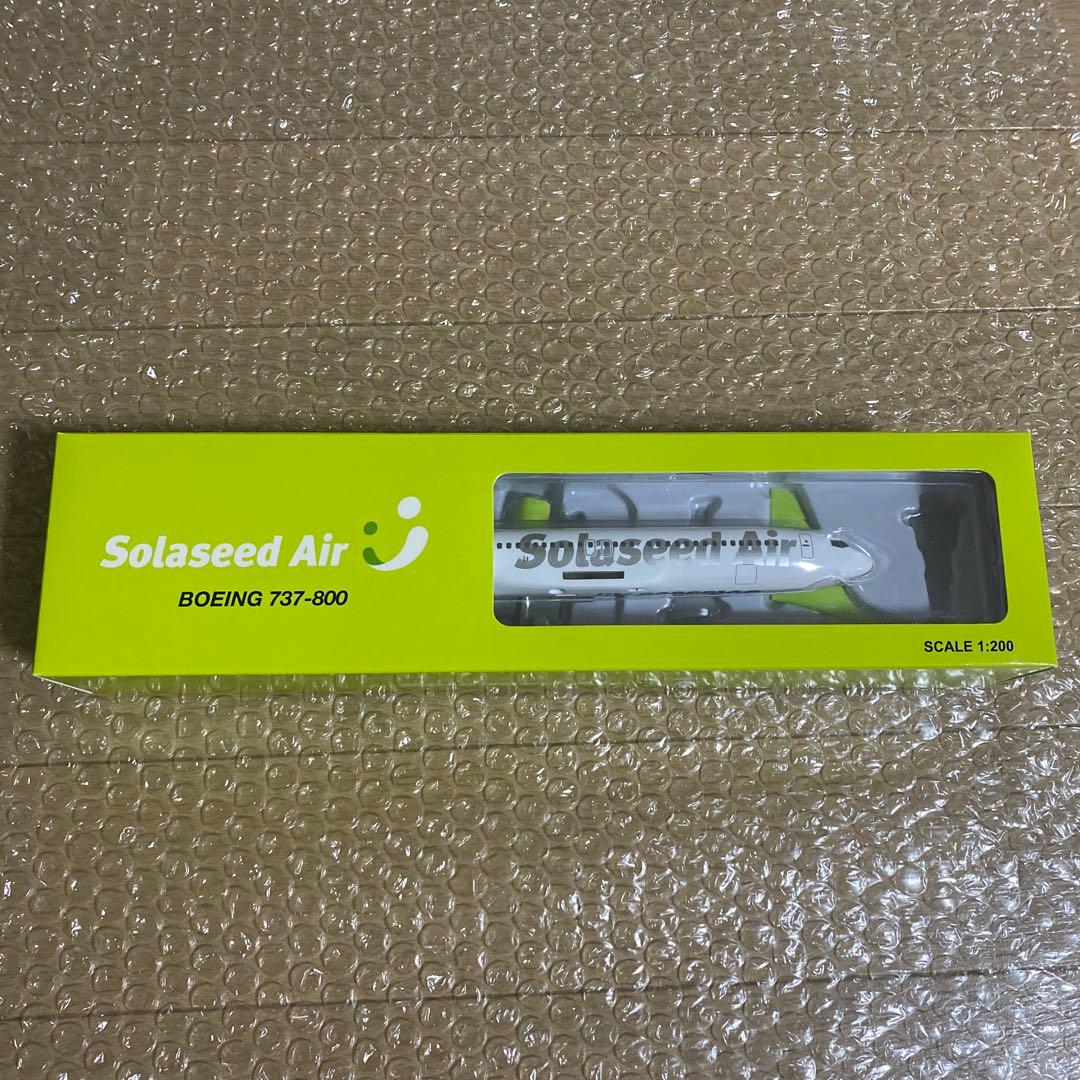 Solaseed Air
BOEING 737-800
Solaseed Air
SCALE 1:200